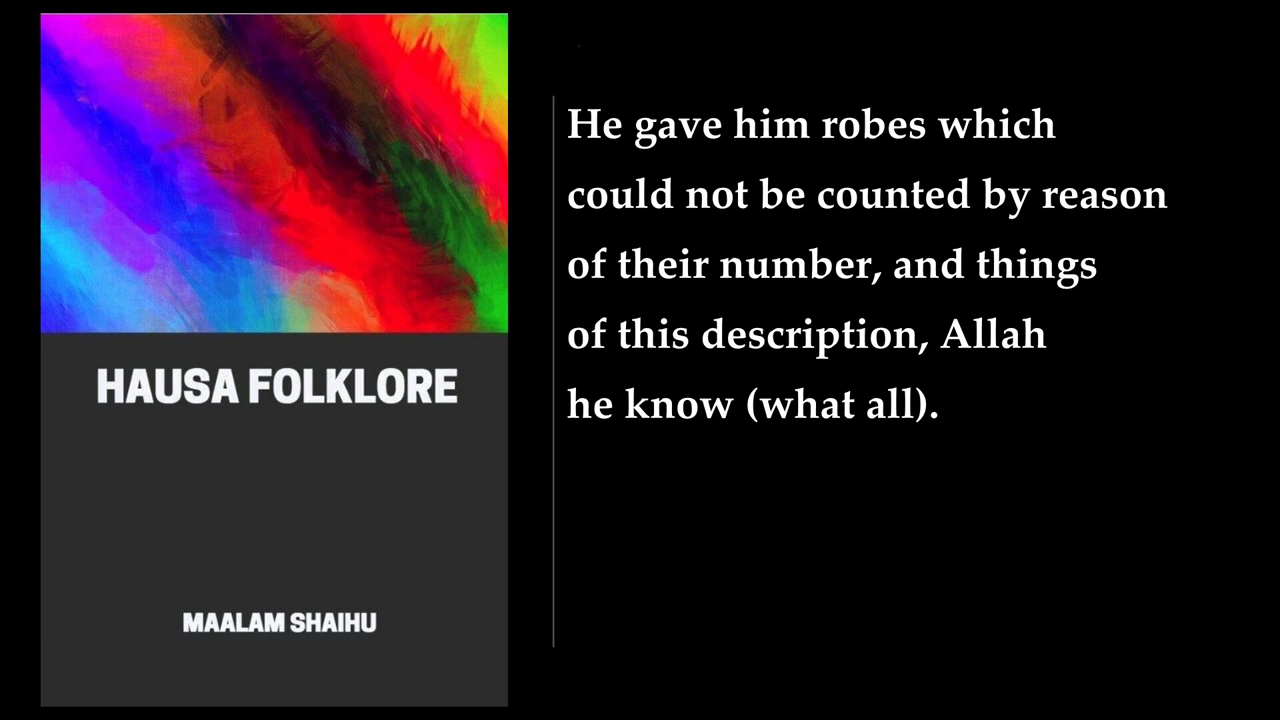 HAUSA FOLKLORE
MAALAM SHAIHU
He gave him robes which
could not be counted by reason
of their number, and things
of this description, Allah
he know (what all).